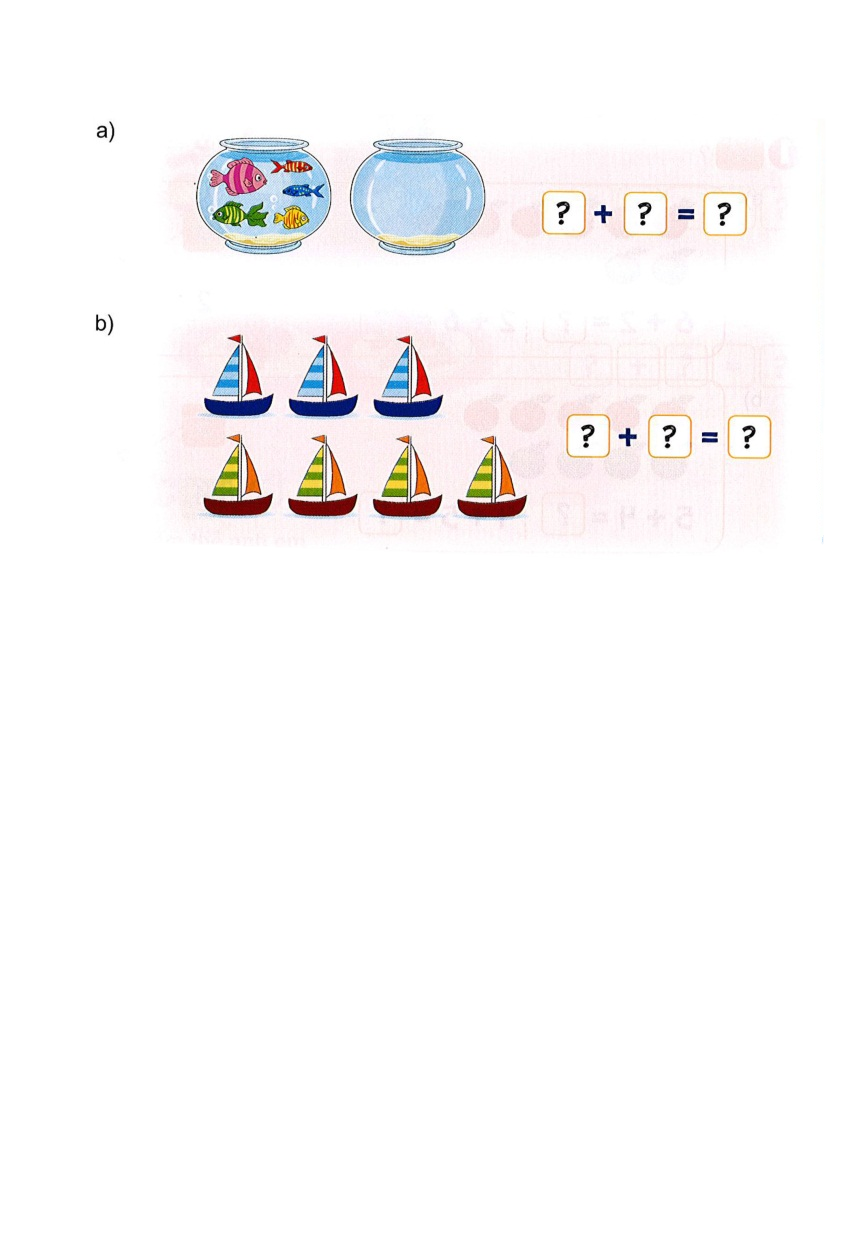 a)
? + ? = ?
b)
? + ? = ?